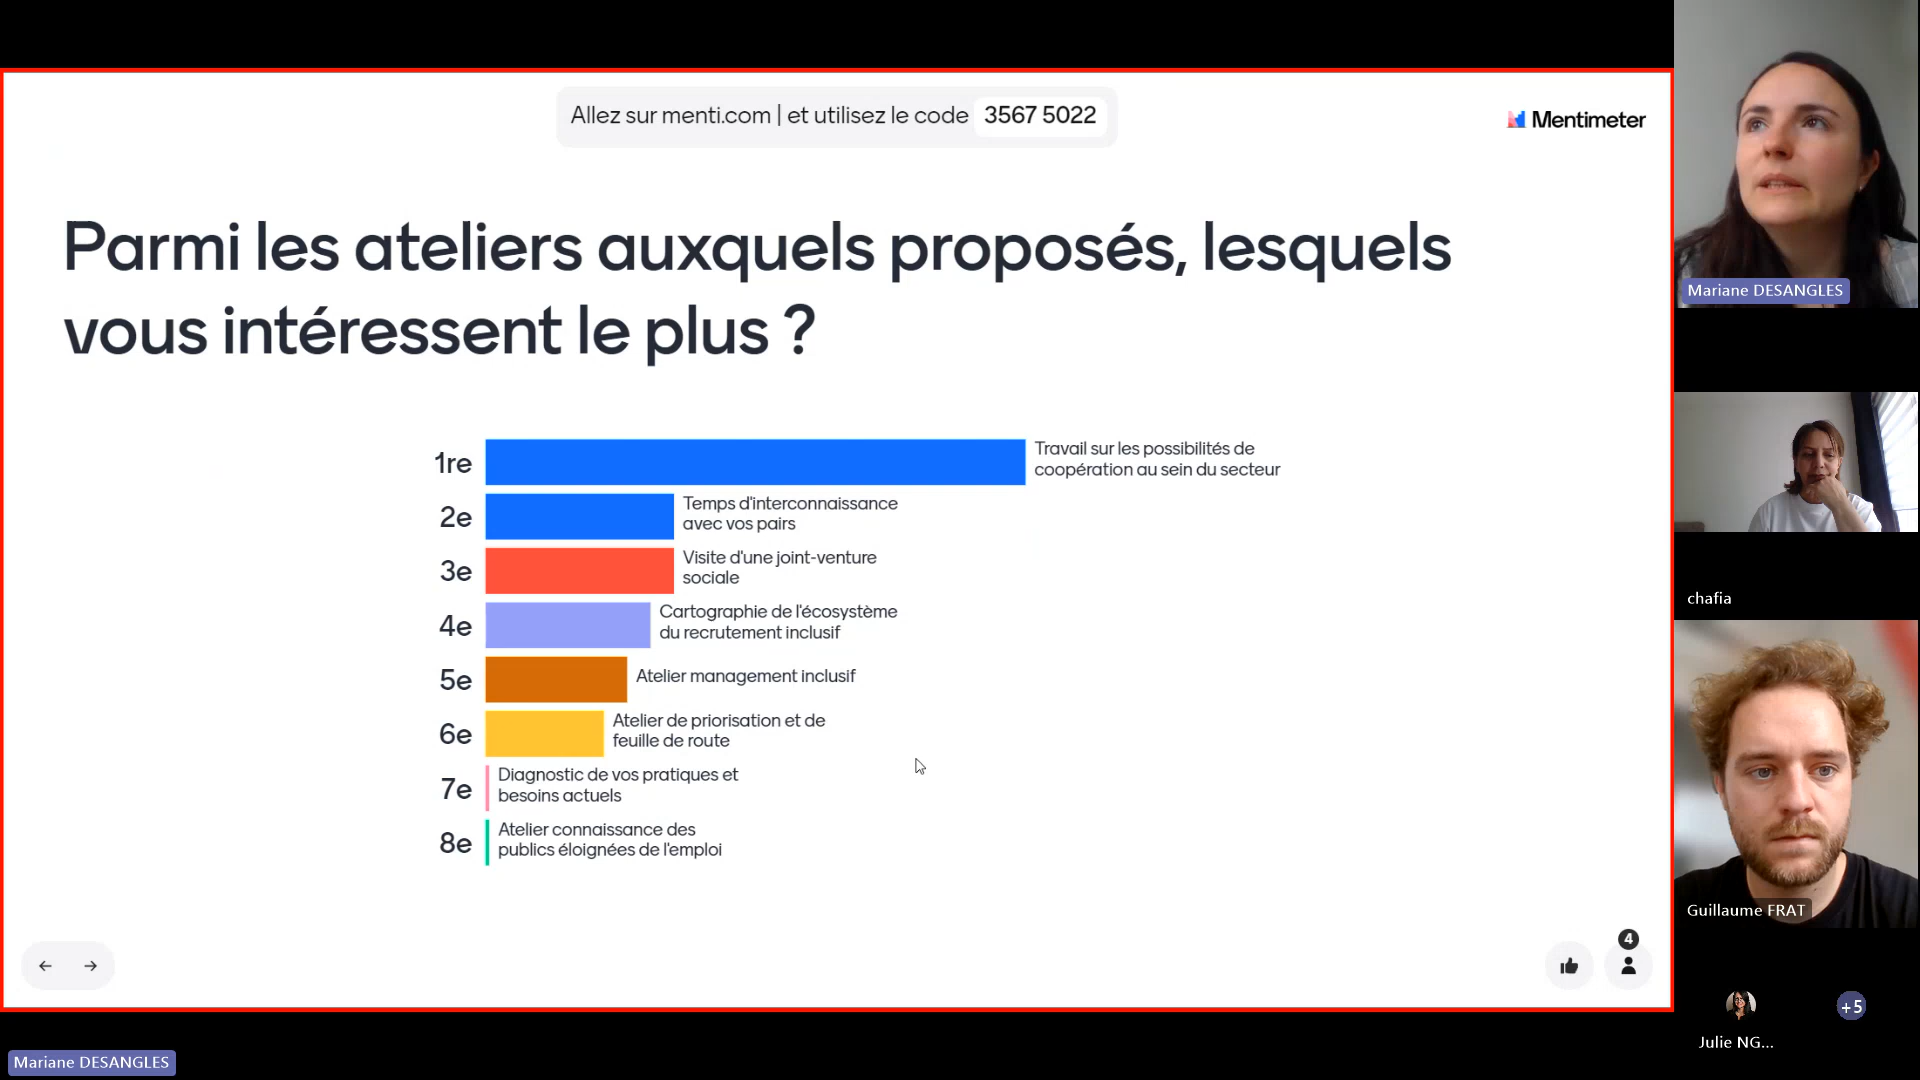 Allez sur menti.com | et utilisez le code 3567 5022
Mentimeter
Parmi les ateliers auxquels proposés, lesquels
vous intéressent le plus ?
1re
Travail sur les possibilités de
coopération au sein du secteur
2e
Temps d'interconnaissance
avec vos pairs
3e
Visite d'une joint-venture
sociale
4e
Cartographie de l'écosystème
du recrutement inclusif
5e
Atelier management inclusif
6e
Atelier de priorisation et de
feuille de route
7e
Diagnostic de vos pratiques et
besoins actuels
8e
Atelier connaissance des
publics éloignées de l'emploi
4
Mariane DESANGLES
Mariane DESANGLES
chafia
Guillaume FRAT
Julie NG...
+5